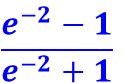 e⁻² − 1
e⁻² + 1